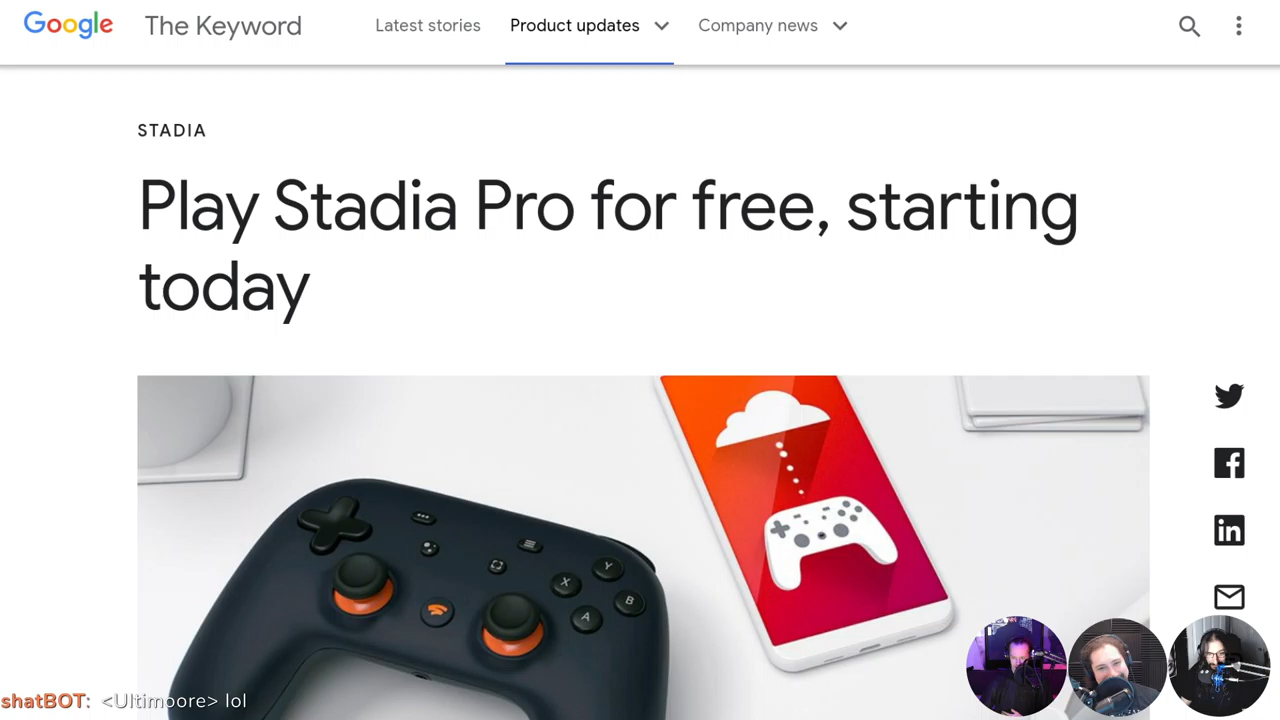 Google The Keyword Latest stories Product updates Company news
STADIA
Play Stadia Pro for free, starting
today
X Y
A B
shatBOT: <Ultimoore> lol